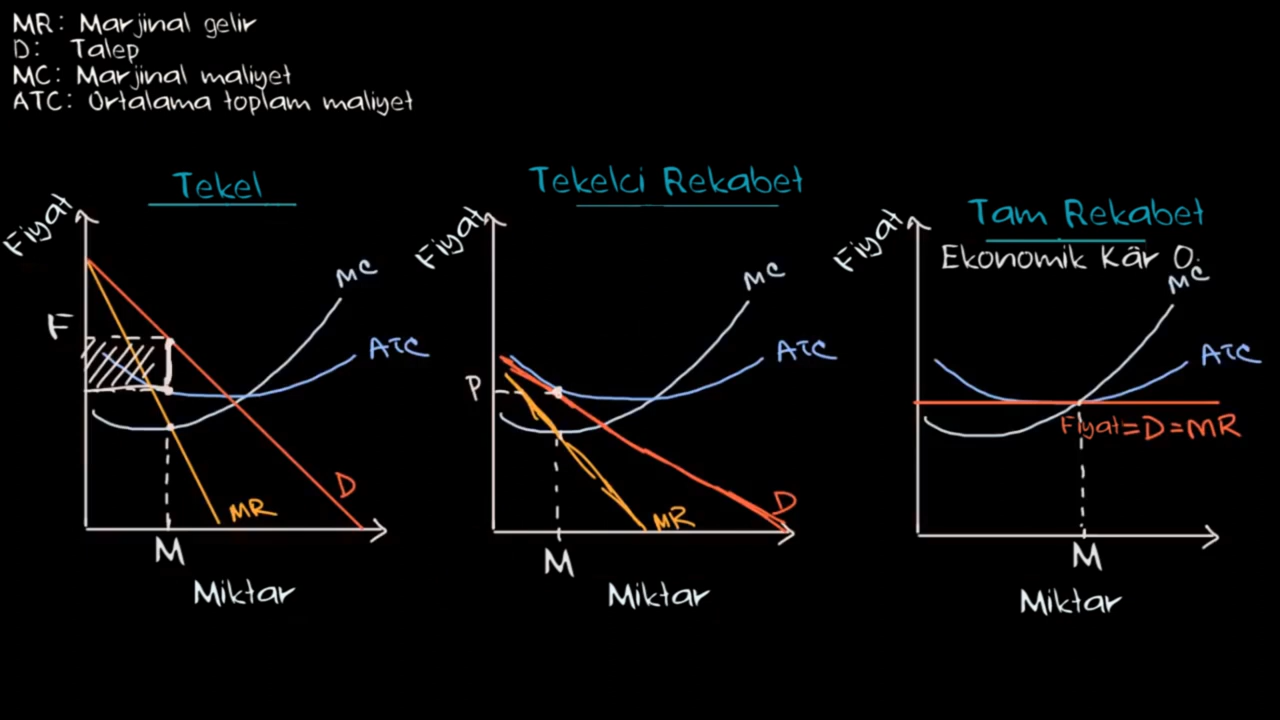 MR: Marjinal gelir
D: Talep
MC: Marjinal maliyet
ATC: Ortalama toplam maliyet
Tekel
Fiyat
F
MC
ATC
D
MR
M
Miktar
Tekelci Rekabet
Fiyat
P
MC
ATC
D
MR
M
Miktar
Tam Rekabet
Ekonomik Kâr 0.
Fiyat
MC
ATC
Fiyat=D=MR
M
Miktar